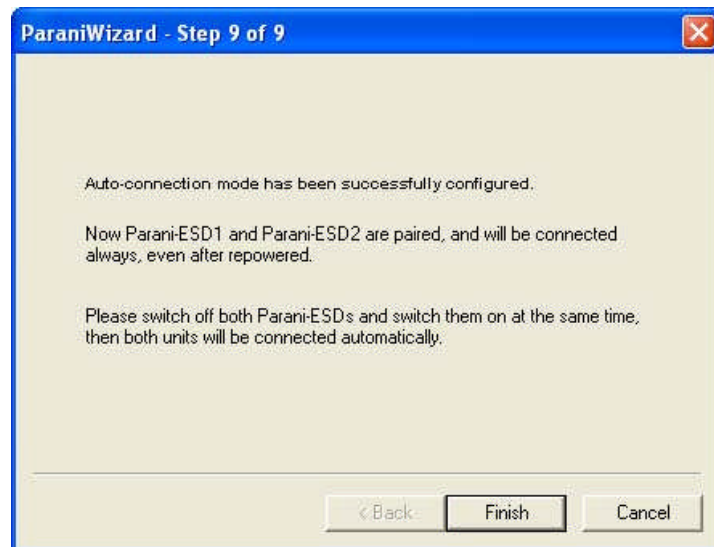 ParaniWizard - Step 9 of 9
Auto-connection mode has been successfully configured.
Now Parani-ESD1 and Parani-ESD2 are paired, and will be connected
always, even after repowered.
Please switch off both Parani-ESDs and switch them on at the same time,
then both units will be connected automatically.
< Back
Finish
Cancel